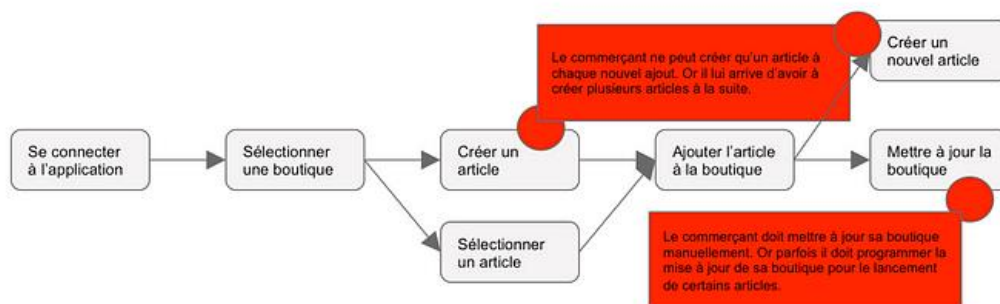 Créer un
nouvel article
Le commerçant ne peut créer qu'un article à
chaque nouvel ajout. Or il lui arrive d'avoir à
créer plusieurs articles à la suite.
Se connecter
à l'application
Sélectionner
une boutique
Créer un
article
Ajouter l'article
à la boutique
Mettre à jour la
boutique
Sélectionner
un article
Le commerçant doit mettre à jour sa boutique
manuellement. Or parfois il doit programmer la
mise à jour de sa boutique pour le lancement
de certains articles.